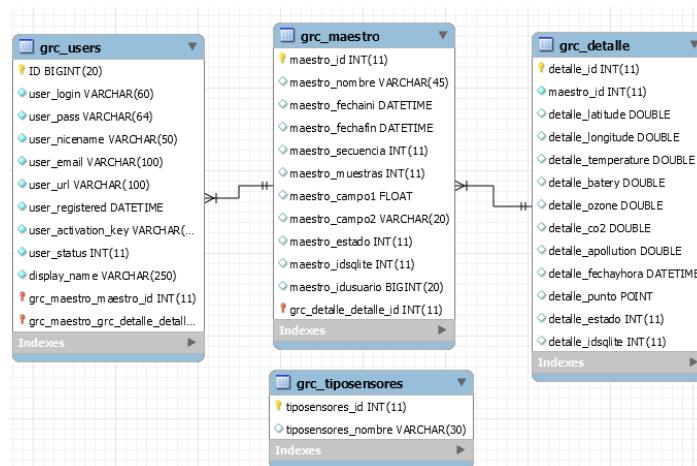 grc_users
ID BIGINT(20)
user_login VARCHAR(60)
user_pass VARCHAR(64)
user_nicename VARCHAR(50)
user_email VARCHAR(100)
user_url VARCHAR(100)
user_registered DATETIME
user_activation_key VARCHAR(...
user_status INT(11)
display_name VARCHAR(250)
grc_maestro_maestro_id INT(11)
grc_maestro_grc_detalle_detall...
Indexes
grc_maestro
maestro_id INT(11)
maestro_nombre VARCHAR(45)
maestro_fechaini DATETIME
maestro_fechafin DATETIME
maestro_secuencia INT(11)
maestro_muestras INT(11)
maestro_campo1 FLOAT
maestro_campo2 VARCHAR(20)
maestro_estado INT(11)
maestro_idsqlite INT(11)
maestro_idusuario BIGINT(20)
grc_detalle_detalle_id INT(11)
Indexes
grc_detalle
detalle_id INT(11)
maestro_id INT(11)
detalle_latitude DOUBLE
detalle_longitude DOUBLE
detalle_temperature DOUBLE
detalle_batery DOUBLE
detalle_ozone DOUBLE
detalle_co2 DOUBLE
detalle_apollution DOUBLE
detalle_fechayhora DATETIME
detalle_punto POINT
detalle_estado INT(11)
detalle_idsqlite INT(11)
Indexes
grc_tiposensores
tiposensores_id INT(11)
tiposensores_nombre VARCHAR(30)
Indexes